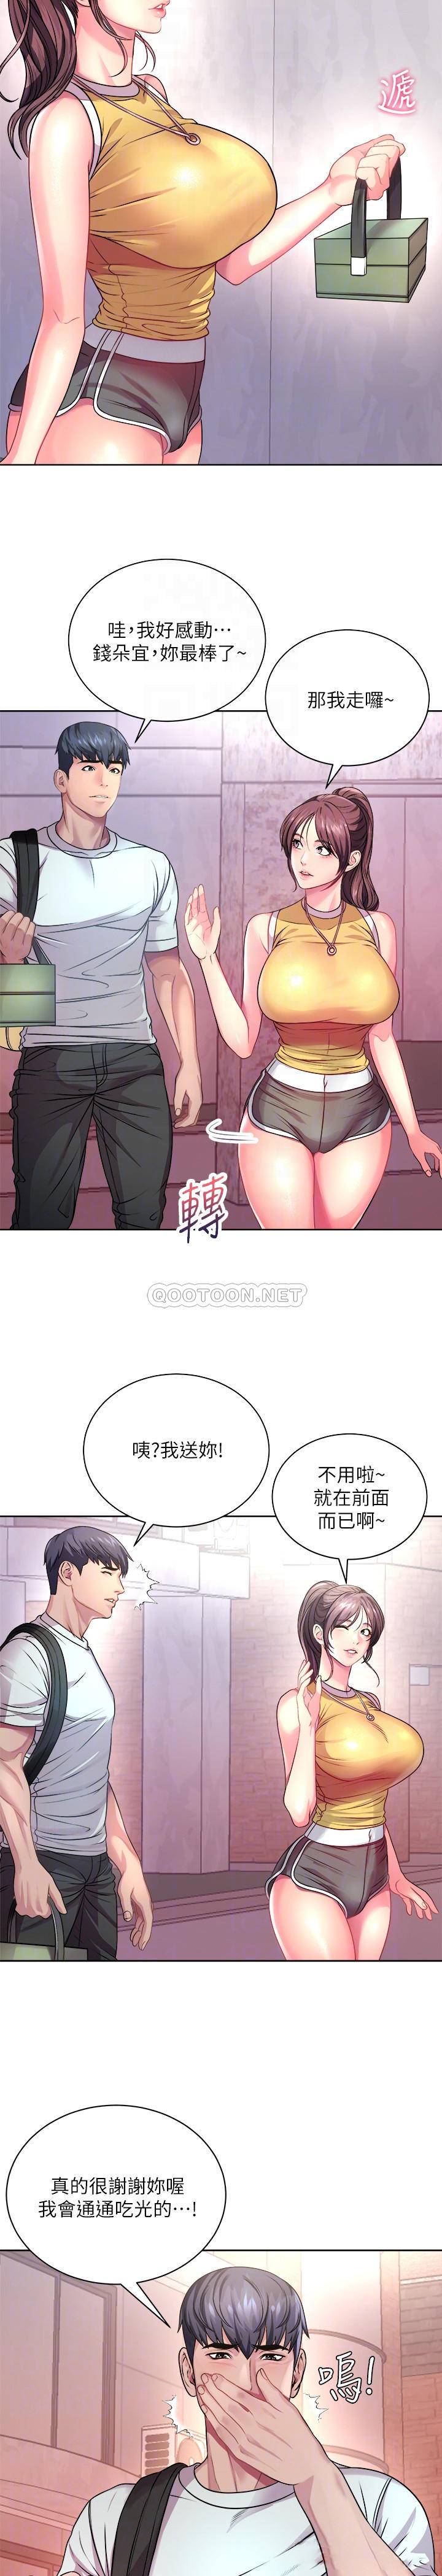 遞
哇，我好感動…
錢朵宜，妳最棒了~
那我走囉~
轉
QOOTOON.NET
咦?我送妳!
不用啦~
就在前面
而已啊~
真的很謝謝妳喔
我會通通吃光的…!
嗚!